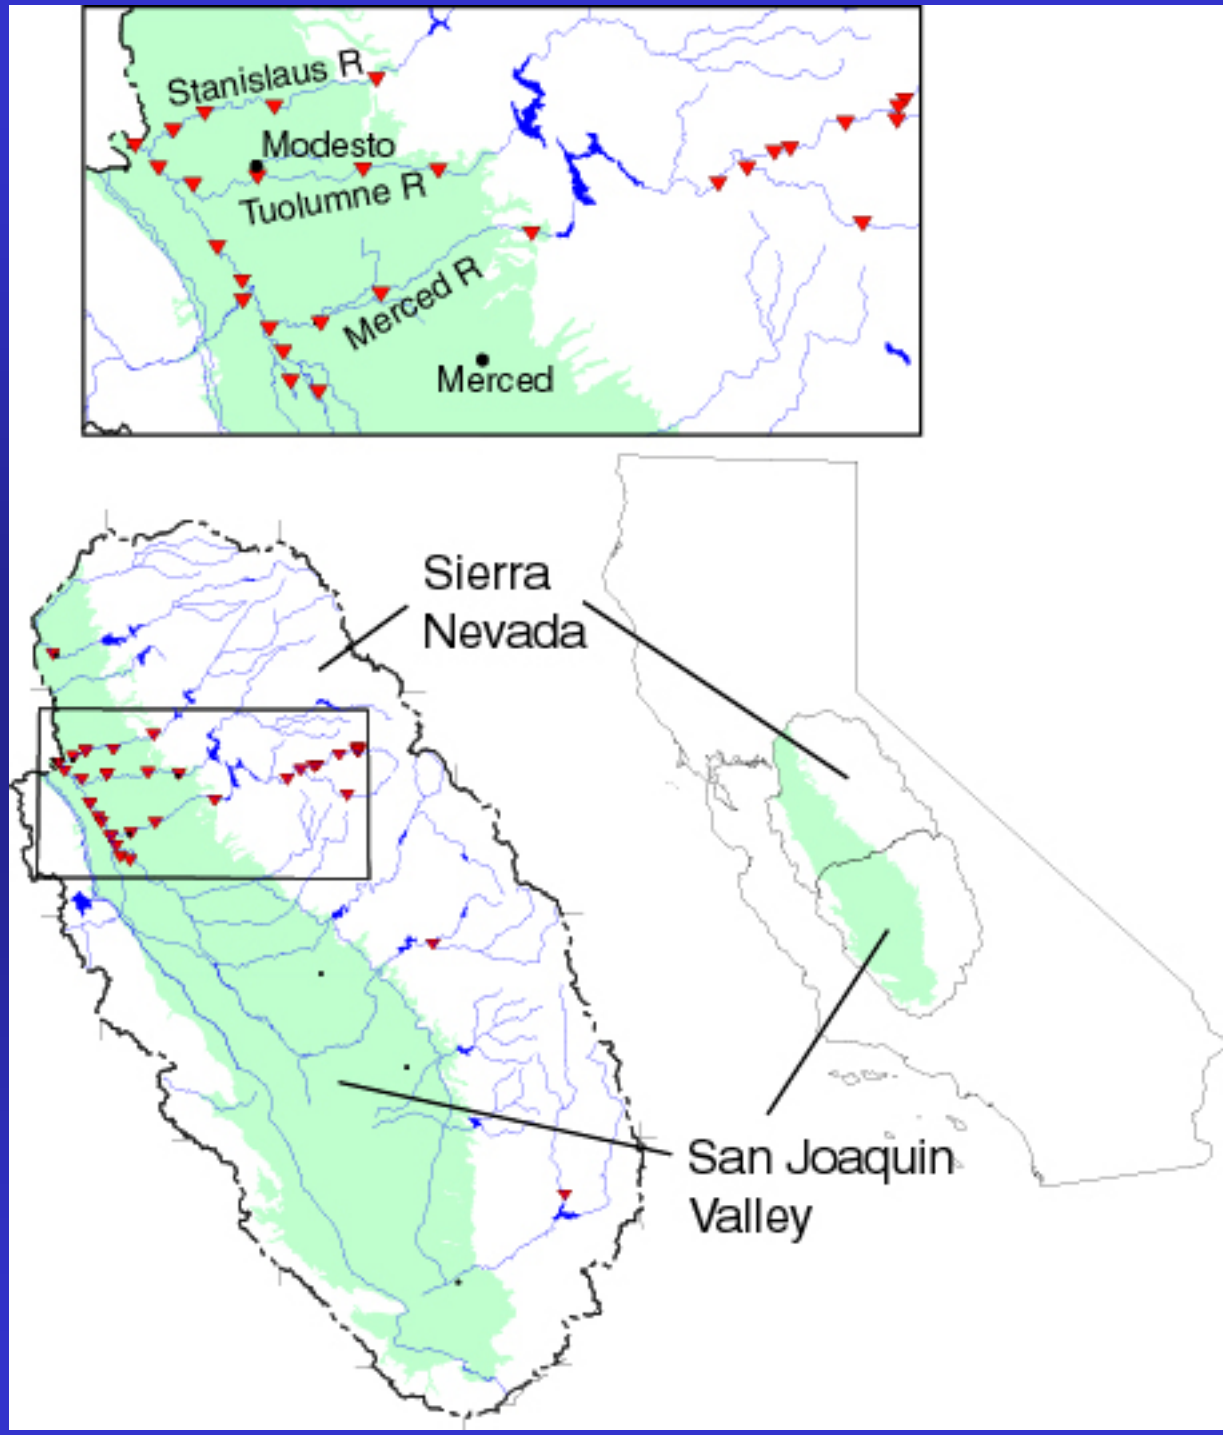 Stanislaus R
Modesto
Tuolumne R
Merced R
Merced
Sierra
Nevada
San Joaquin
Valley